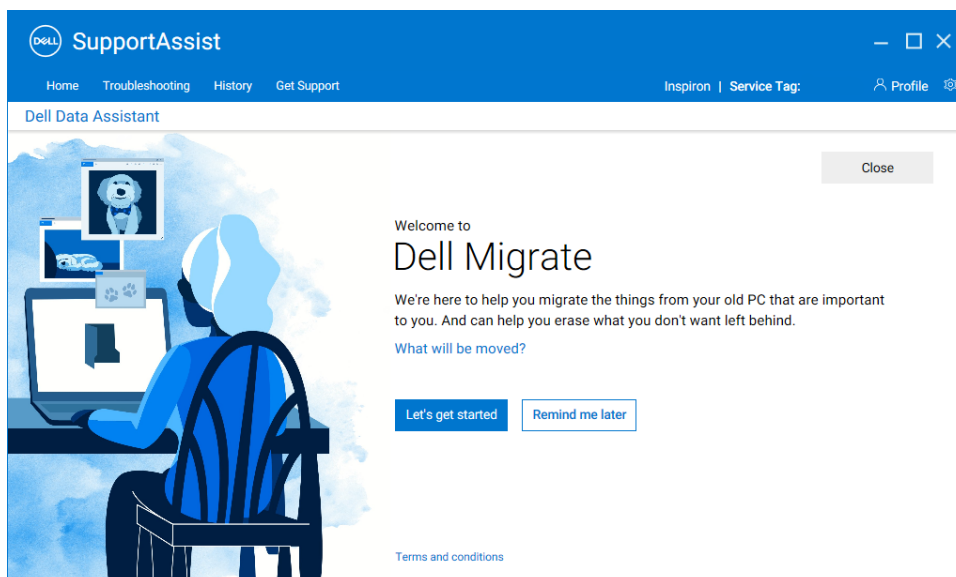 DELL SupportAssist
Home Troubleshooting History Get Support Inspiron | Service Tag: Profile
Dell Data Assistant
Close
Welcome to
Dell Migrate
We're here to help you migrate the things from your old PC that are important
to you. And can help you erase what you don't want left behind.
What will be moved?
Let's get started Remind me later
Terms and conditions